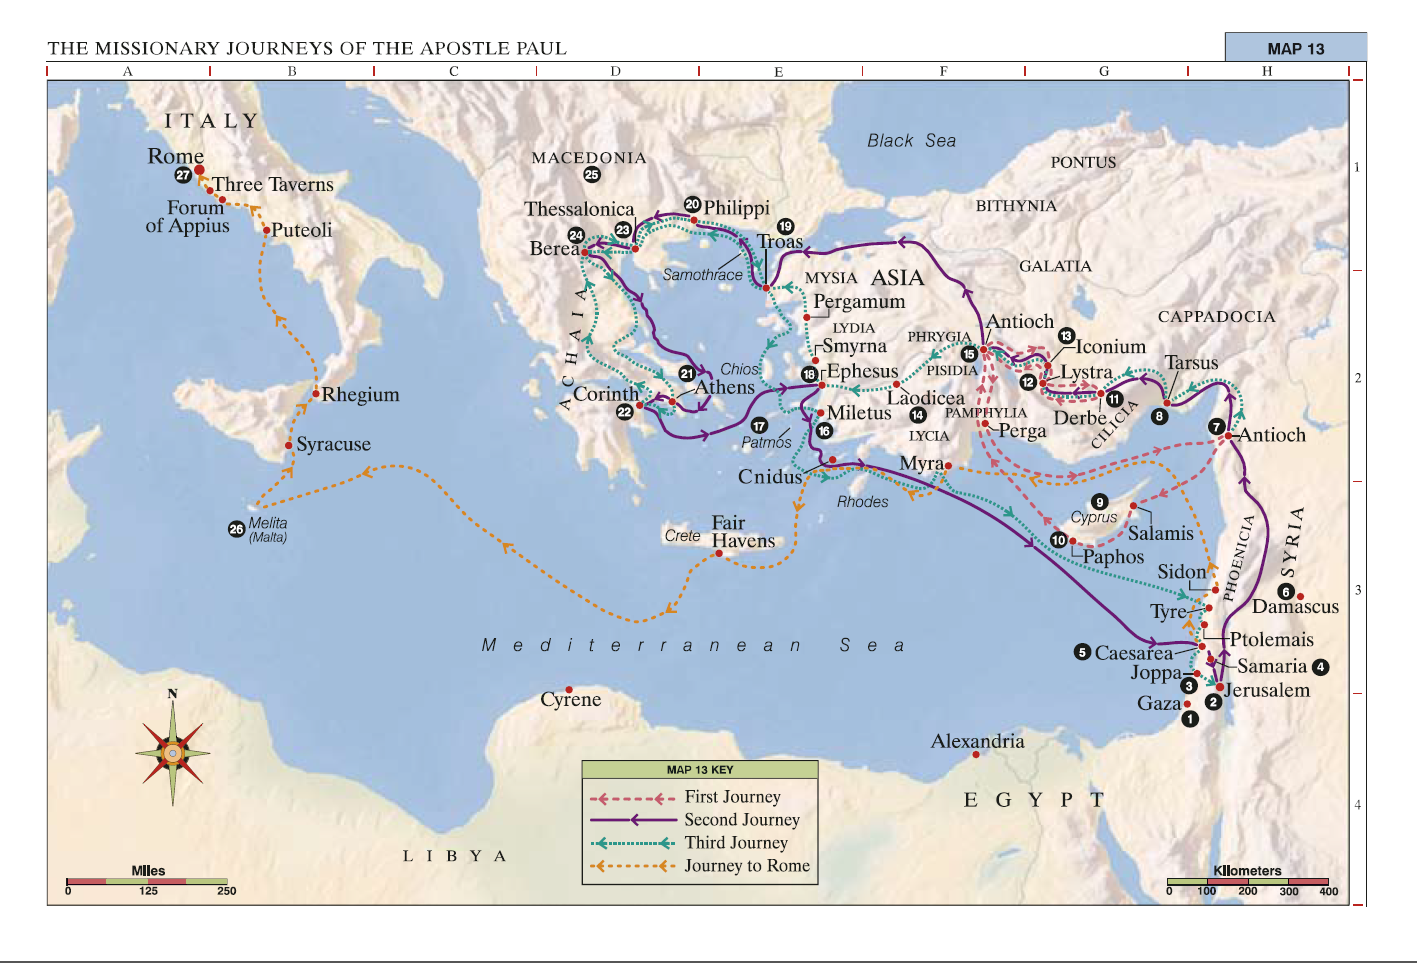 THE MISSIONARY JOURNEYS OF THE APOSTLE PAUL
MAP 13
A B C D E F G H
Black Sea
ITALY
MACEDONIA
PONTUS
1
Rome
27
25
Three Taverns
Forum
of Appius
Puteoli
Thessalonica
20
Philippi
BITHYNIA
24
23
19
Troas
Berea
Samothrace
MYSIA
ASIA
GALATIA
Pergamum
CAPPADOCIA
ACHAIA
LYDIA
PHRYGIA
Antioch
13
Smyrna
15
Iconium
Tarsus
Chios
18
Ephesus
PISIDIA
12
Lystra
2
Rhegium
21
Athens
Corinth
22
Laodicea
14
PAMPHYLIA
Derbe
11
8
Miletus
CILICIA
7
Syracuse
17
Patmos
16
LYCIA
Perga
Antioch
Cnidus
Myra
Rhodes
9
Cyprus
26
Melita
(Malta)
Fair
Havens
Crete
Salamis
10
Paphos
PHOENICIA
SYRIA
Sidon
6
3
Tyre
Damascus
Mediterranean Sea
Ptolemais
5
Caesarea
Samaria
4
Joppa
3
Jerusalem
2
Gaza
1
N
Cyrene
Alexandria
EGYPT
4
LIBYA
MAP 13 KEY
First Journey
Second Journey
Third Journey
Journey to Rome
Miles
0 125 250
Kilometers
0 100 200 300 400